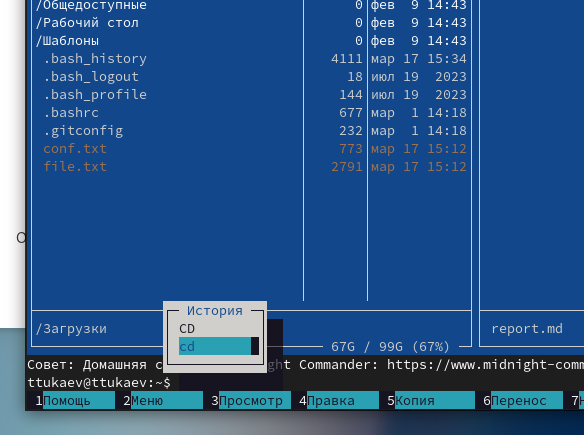 /Общедоступные 0 фев 9 14:43
/Рабочий стол 0 фев 9 14:43
/Шаблоны 0 фев 9 14:43
.bash_history 4111 мар 17 15:34
.bash_logout 18 июл 19 2023
.bash_profile 144 июл 19 2023
.bashrc 677 мар 1 14:18
.gitconfig 232 мар 1 14:18
conf.txt 773 мар 17 15:12
file.txt 2791 мар 17 15:12
История
CD
cd
/Загрузки
report.md
67G / 99G (67%)
Совет: Домашняя Commander: https://www.midnight-comm
ttukaev@ttukaev:~$
1Помощь 2Меню 3Просмотр 4Правка 5Копия 6Перенос 7